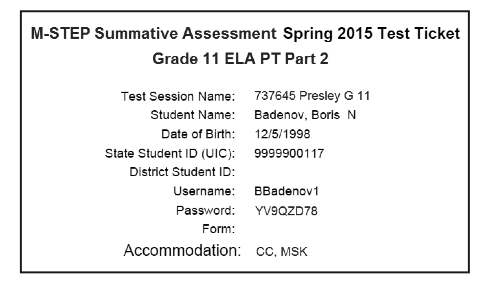 M-STEP Summative Assessment Spring 2015 Test Ticket
Grade 11 ELA PT Part 2
Test Session Name: 737645 Presley G 11
Student Name: Badenov, Boris N
Date of Birth: 12/5/1998
State Student ID (UIC): 9999900117
District Student ID:
Username: BBadenov1
Password: YV9QZD78
Form:
Accommodation: CC, MSK